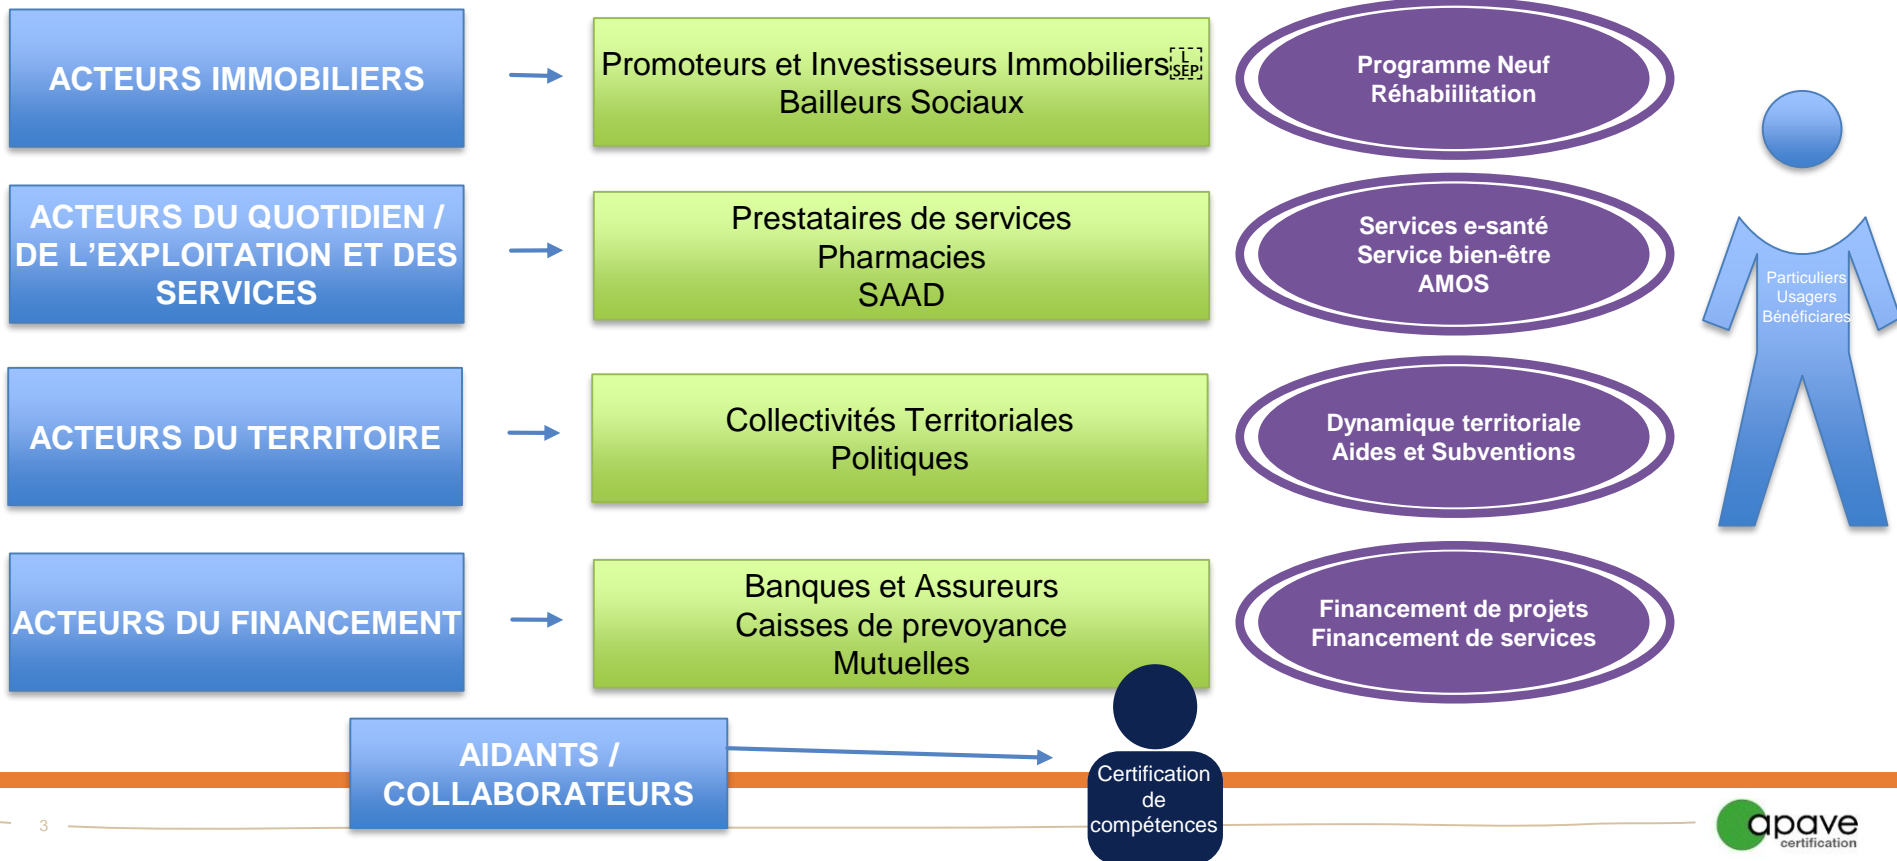 ACTEURS IMMOBILIERS
Promoteurs et Investisseurs Immobiliers
L
SEP
Bailleurs Sociaux
Programme Neuf
Réhabiilitation
ACTEURS DU QUOTIDIEN /
DE L’EXPLOITATION ET DES
SERVICES
Prestataires de services
Pharmacies
SAAD
Services e-santé
Service bien-être
AMOS
Particuliers
Usagers
Bénéficiares
ACTEURS DU TERRITOIRE
Collectivités Territoriales
Politiques
Dynamique territoriale
Aides et Subventions
ACTEURS DU FINANCEMENT
Banques et Assureurs
Caisses de prevoyance
Mutuelles
Financement de projets
Financement de services
AIDANTS /
COLLABORATEURS
Certification
de
compétences
3
apave
certification